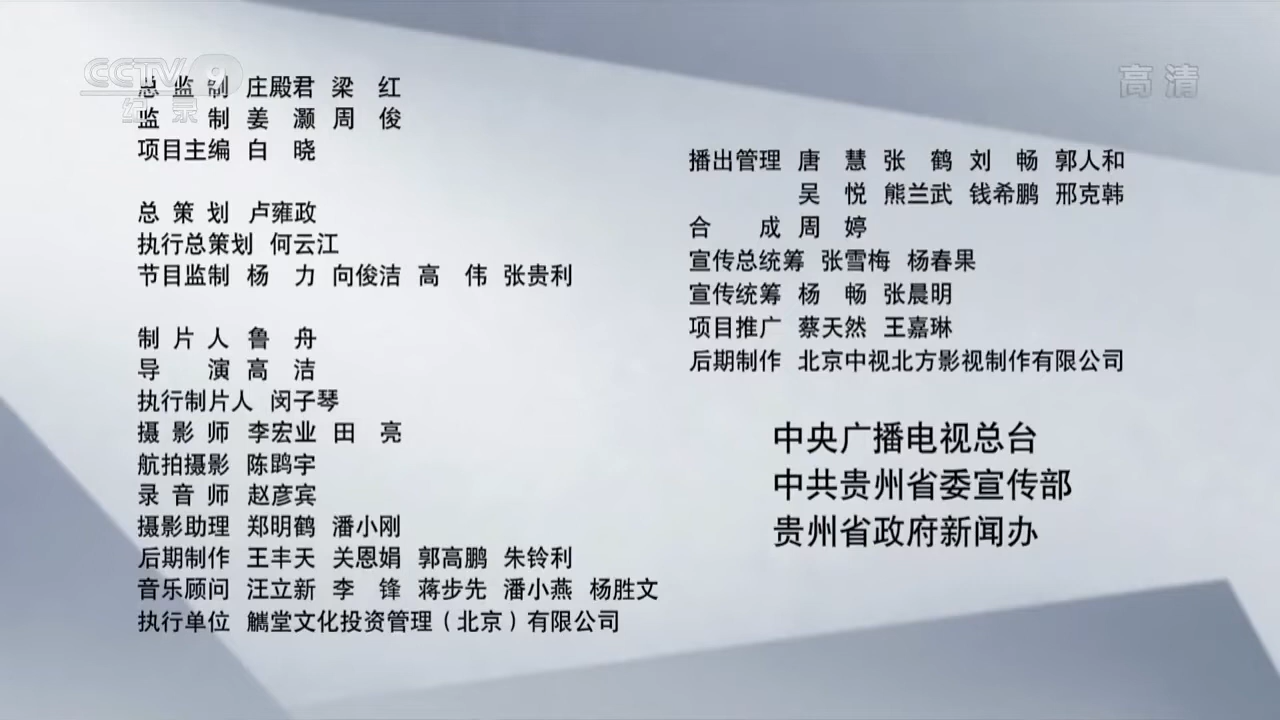 CCTV 9
纪录
高清
总监制 庄殿君 梁红
监制 姜灏 周俊
项目主编 白晓
总策划 卢雍政
执行总策划 何云江
节目监制 杨力 向俊洁 高伟 张贵利
制片人 鲁舟
导演 高洁
执行制片人 闵子琴
摄影师 李宏业 田亮
航拍摄影 陈鹍宇
录音师 赵彦宾
摄影助理 郑明鹤 潘小刚
后期制作 王丰天 关恩娟 郭高鹏 朱铃利
音乐顾问 汪立新 李锋 蒋步先 潘小燕 杨胜文
执行单位 觿堂文化投资管理（北京）有限公司
播出管理 唐慧 张鹤 刘畅 郭人和
吴悦 熊兰武 钱希鹏 邢克韩
合成 周婷
宣传总统筹 张雪梅 杨春果
宣传统筹 杨畅 张晨明
项目推广 蔡天然 王嘉琳
后期制作 北京中视北方影视制作有限公司
中央广播电视总台
中共贵州省委宣传部
贵州省政府新闻办